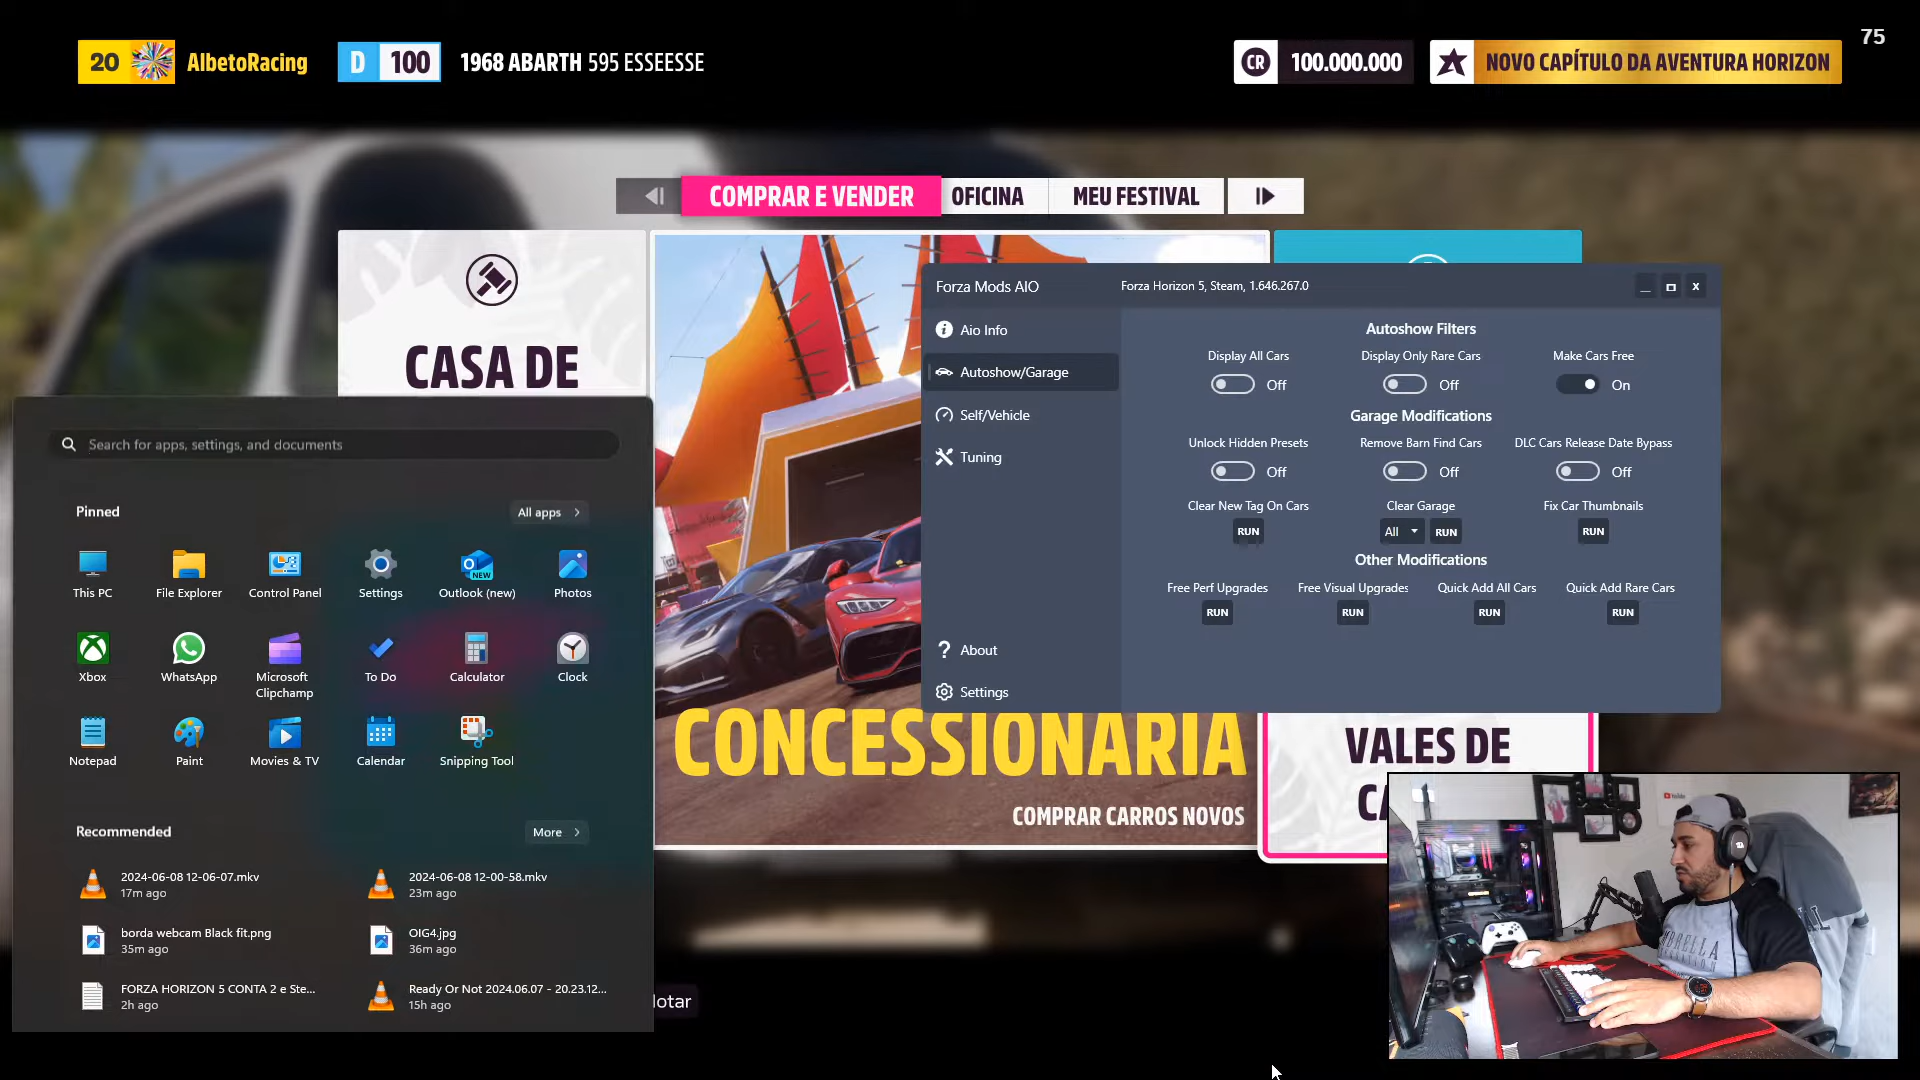 20 AlbetoRacing
D 100
1968 ABARTH 595 ESSEESSE
CR 100.000.000
NOVO CAPÍTULO DA AVENTURA HORIZON
75
COMPRAR E VENDER
OFICINA
MEU FESTIVAL
CASA DE
CONCESSIONÁRIA
COMPRAR CARROS NOVOS
VALES DE
Forza Mods AIO
Forza Horizon 5, Steam, 1.646.267.0
_
x
Aio Info
Autoshow/Garage
Self/Vehicle
Tuning
About
Settings
Autoshow Filters
Display All Cars
Display Only Rare Cars
Make Cars Free
Off
Off
On
Garage Modifications
Unlock Hidden Presets
Remove Barn Find Cars
DLC Cars Release Date Bypass
Off
Off
Off
Clear New Tag On Cars
Clear Garage
Fix Car Thumbnails
RUN
All
RUN
RUN
Other Modifications
Free Perf Upgrades
Free Visual Upgrades
Quick Add All Cars
Quick Add Rare Cars
RUN
RUN
RUN
RUN
Search for apps, settings, and documents
Pinned
All apps
This PC
File Explorer
Control Panel
Settings
Outlook (new)
Photos
Xbox
WhatsApp
Microsoft
Clipchamp
To Do
Calculator
Clock
Notepad
Paint
Movies & TV
Calendar
Snipping Tool
Recommended
More
2024-06-08 12-06-07.mkv
17m ago
2024-06-08 12-00-58.mkv
23m ago
borda webcam Black fit.png
35m ago
OIG4.jpg
36m ago
FORZA HORIZON 5 CONTA 2 e Ste...
2h ago
Ready Or Not 2024.06.07 - 20.23.12...
15h ago
lotar